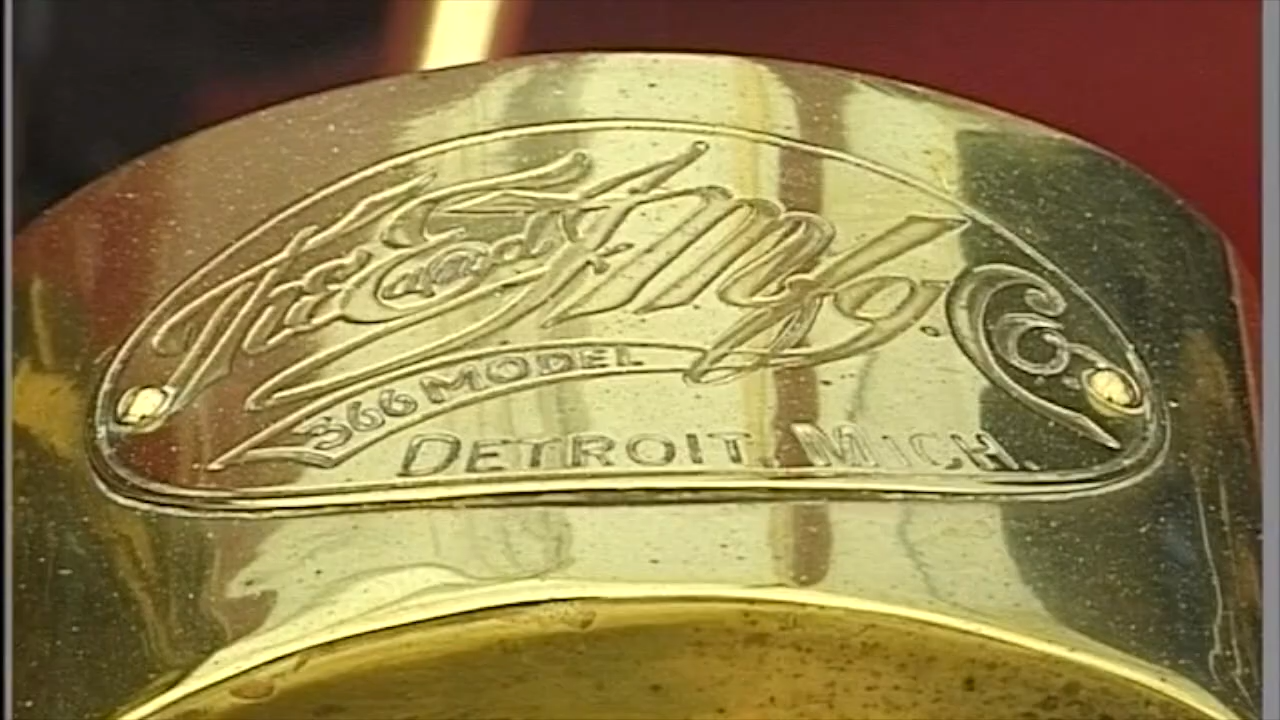 The E and J Mfg. Co.
366 MODEL
DETROIT, MICH.